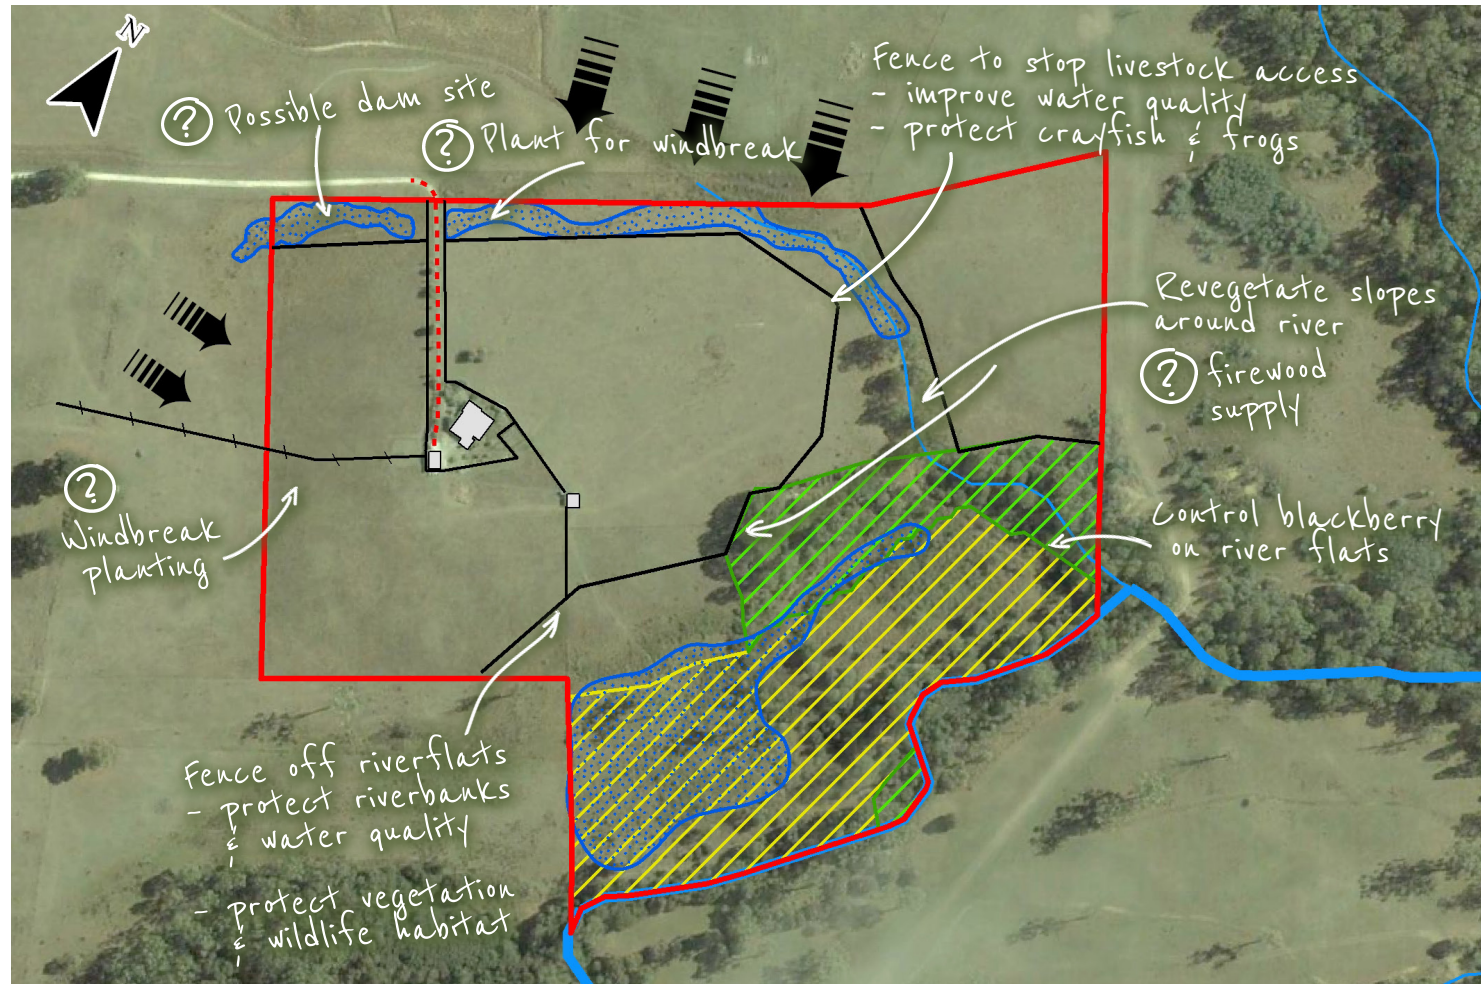 N
? Possible dam site
? Plant for windbreak
Fence to stop livestock access
- improve water quality
- protect crayfish & frogs
Revegetate slopes
around river
? firewood
supply
?
Windbreak
planting
Control blackberry
on river flats
Fence off riverflats
- protect riverbanks
& water quality
- protect vegetation
& wildlife habitat